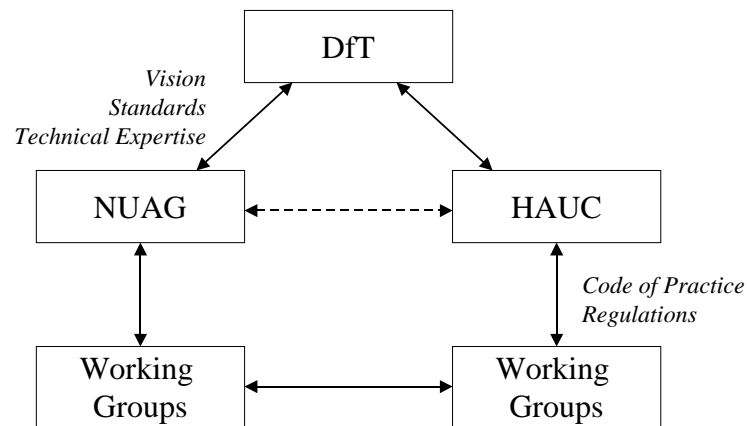 DfT
Vision
Standards
Technical Expertise
NUAG
HAUC
Code of Practice
Regulations
Working
Groups
Working
Groups